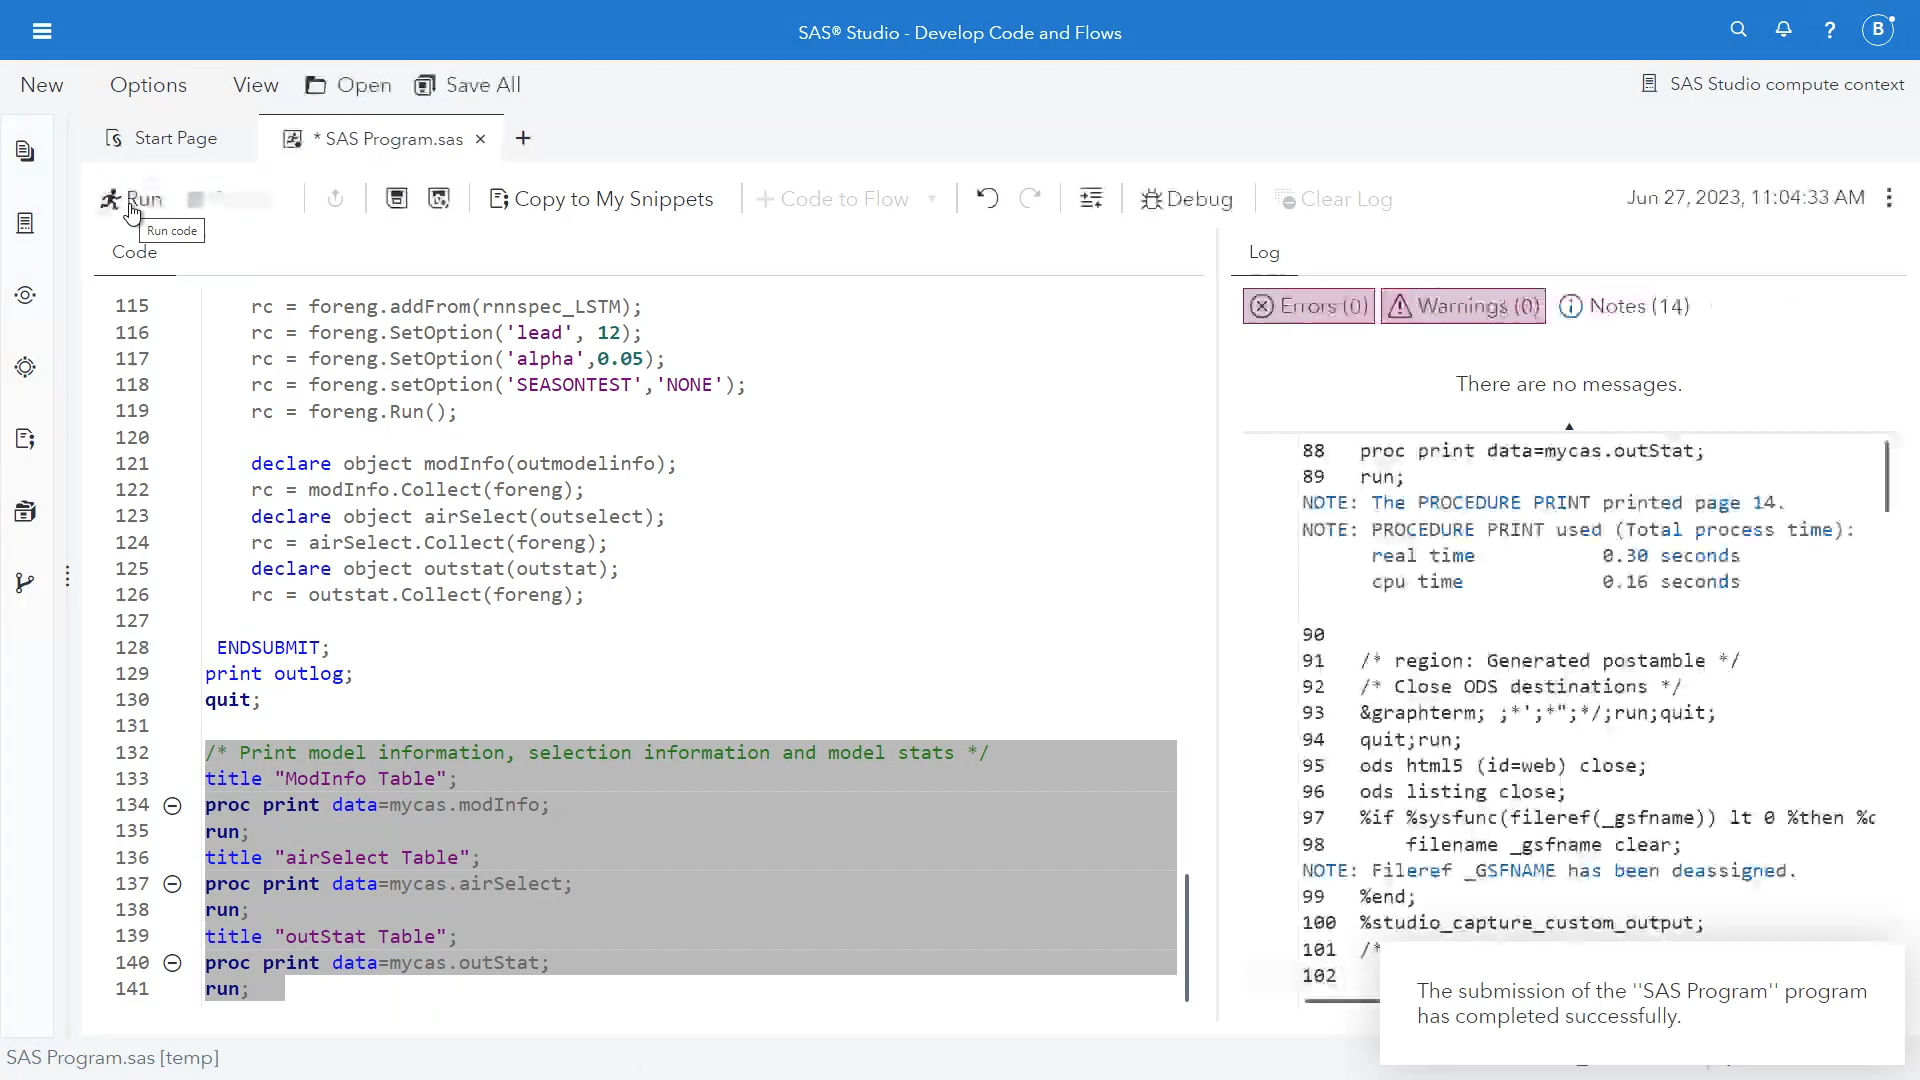 SAS® Studio - Develop Code and Flows
B
New Options View Open Save All
SAS Studio compute context
Start Page
* SAS Program.sas
Run
Copy to My Snippets
Code to Flow
Debug
Clear Log
Jun 27, 2023, 11:04:33 AM
Run code
Code
115 rc = foreng.addFrom(rnnspec_LSTM);
116 rc = foreng.SetOption('lead', 12);
117 rc = foreng.SetOption('alpha',0.05);
118 rc = foreng.setOption('SEASONTEST','NONE');
119 rc = foreng.Run();
120
121 declare object modInfo(outmodelinfo);
122 rc = modInfo.Collect(foreng);
123 declare object airSelect(outselect);
124 rc = airSelect.Collect(foreng);
125 declare object outstat(outstat);
126 rc = outstat.Collect(foreng);
127
128 ENDSUBMIT;
129 print outlog;
130 quit;
131
132 /* Print model information, selection information and model stats */
133 title "ModInfo Table";
134 proc print data=mycas.modInfo;
135 run;
136 title "airSelect Table";
137 proc print data=mycas.airSelect;
138 run;
139 title "outStat Table";
140 proc print data=mycas.outStat;
141 run;
Log
Errors (0) Warnings (0) Notes (14)
There are no messages.
88 proc print data=mycas.outStat;
89 run;
NOTE: The PROCEDURE PRINT printed page 14.
NOTE: PROCEDURE PRINT used (Total process time):
real time 0.30 seconds
cpu time 0.16 seconds
90
91 /* region: Generated postamble */
92 /* Close ODS destinations */
93 &graphterm; ;*';*";*/;run;quit;
94 quit;run;
95 ods html5 (id=web) close;
96 ods listing close;
97 %if %sysfunc(fileref(_gsfname)) lt 0 %then %c
98 filename _gsfname clear;
NOTE: Fileref _GSFNAME has been deassigned.
99 %end;
100 %studio_capture_custom_output;
101 /*
102
The submission of the ''SAS Program'' program
has completed successfully.
SAS Program.sas [temp]